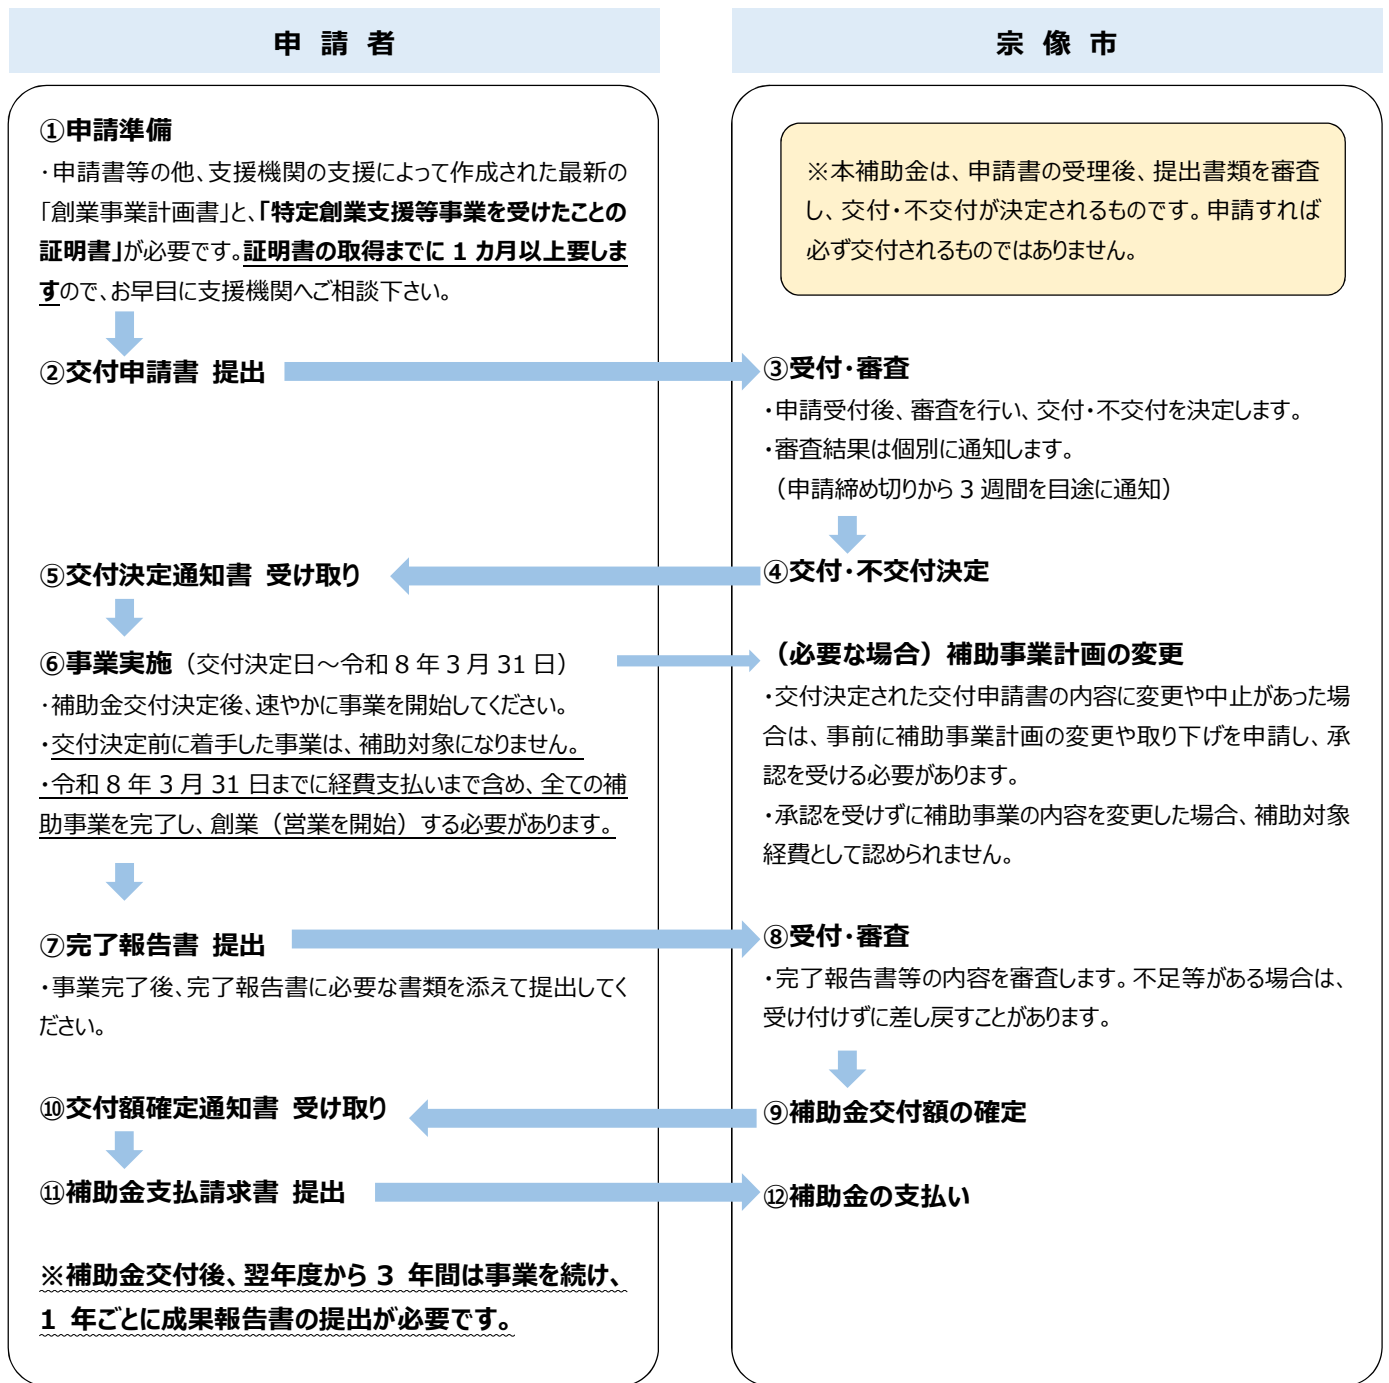 申請者
①申請準備
・申請書等の他、支援機関の支援によって作成された最新の
「創業事業計画書」と、「特定創業支援等事業を受けたことの
証明書」が必要です。証明書の取得までに 1 カ月以上要しま
すので、お早目に支援機関へご相談下さい。
②交付申請書 提出
⑤交付決定通知書 受け取り
⑥事業実施（交付決定日～令和 8 年 3 月 31 日）
・補助金交付決定後、速やかに事業を開始してください。
・交付決定前に着手した事業は、補助対象になりません。
・令和 8 年 3 月 31 日までに経費支払いまで含め、全ての補
助事業を完了し、創業（営業を開始）する必要があります。
⑦完了報告書 提出
・事業完了後、完了報告書に必要な書類を添えて提出してく
ださい。
⑩交付額確定通知書 受け取り
⑪補助金支払請求書 提出
※補助金交付後、翌年度から 3 年間は事業を続け、
1 年ごとに成果報告書の提出が必要です。
宗像市
※本補助金は、申請書の受理後、提出書類を審査
し、交付・不交付が決定されるものです。申請すれば
必ず交付されるものではありません。
③受付・審査
・申請受付後、審査を行い、交付・不交付を決定します。
・審査結果は個別に通知します。
（申請締め切りから 3 週間を目途に通知）
④交付・不交付決定
（必要な場合）補助事業計画の変更
・交付決定された交付申請書の内容に変更や中止があった場
合は、事前に補助事業計画の変更や取り下げを申請し、承
認を受ける必要があります。
・承認を受けずに補助事業の内容を変更した場合、補助対象
経費として認められません。
⑧受付・審査
・完了報告書等の内容を審査します。不足等がある場合は、
受け付けずに差し戻すことがあります。
⑨補助金交付額の確定
⑫補助金の支払い